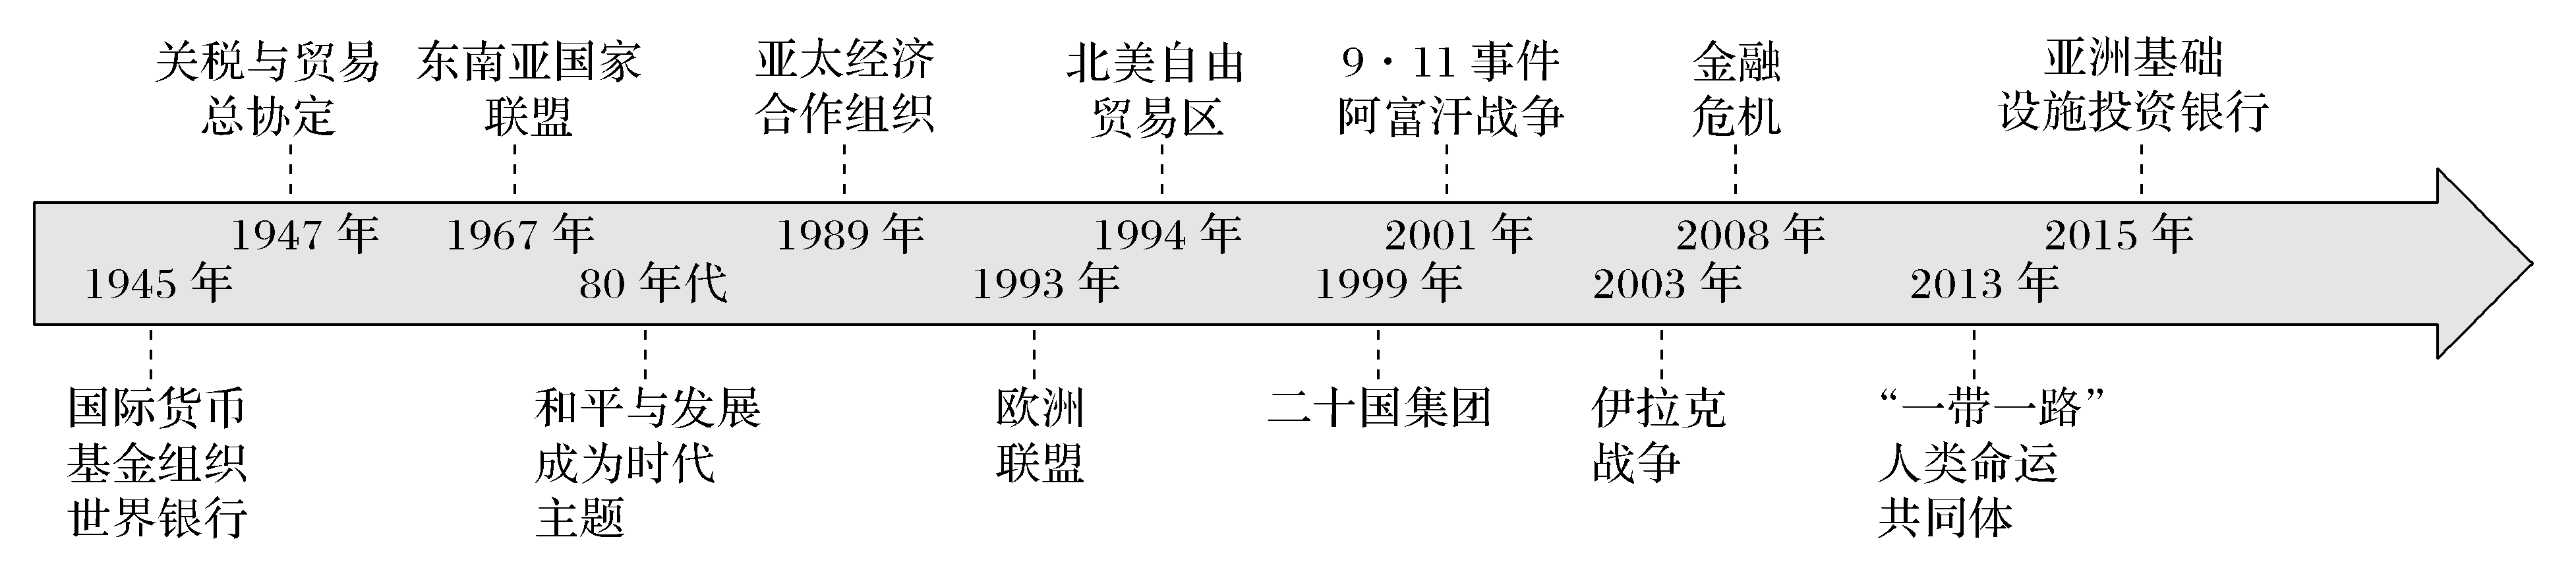 关税与贸易
总协定
东南亚国家
联盟
亚太经济
合作组织
北美自由
贸易区
9·11事件
阿富汗战争
金融
危机
亚洲基础
设施投资银行
1947年
1967年
1989年
1994年
2001年
2008年
2015年
1945年
80年代
1993年
1999年
2003年
2013年
国际货币
基金组织
世界银行
和平与发展
成为时代
主题
欧洲
联盟
二十国集团
伊拉克
战争
“一带一路”
人类命运
共同体